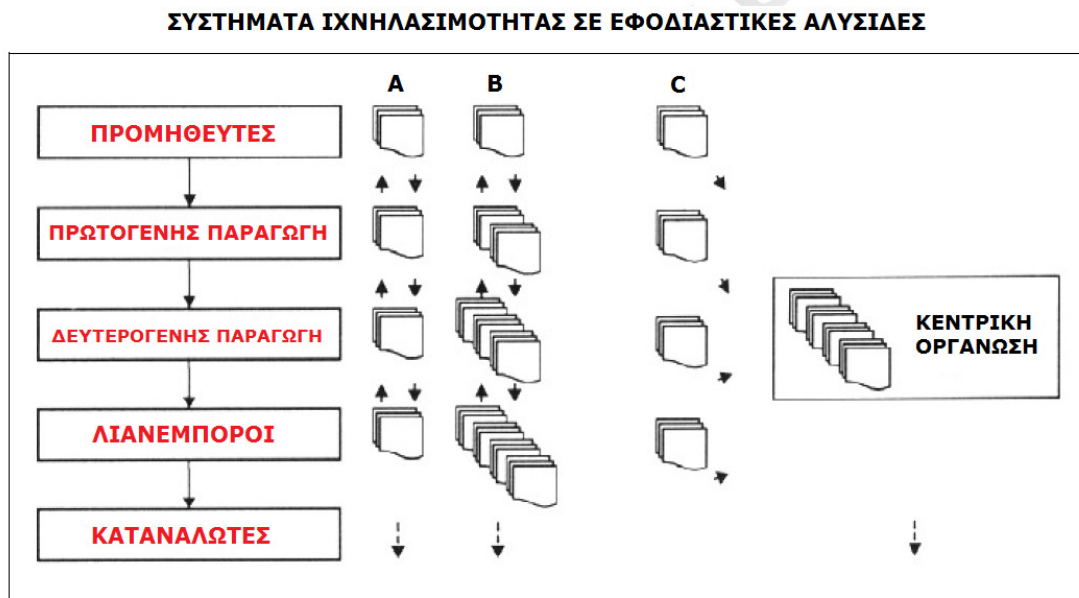 ΣΥΣΤΗΜΑΤΑ ΙΧΝΗΛΑΣΙΜΟΤΗΤΑΣ ΣΕ ΕΦΟΔΙΑΣΤΙΚΕΣ ΑΛΥΣΙΔΕΣ
A B C
ΠΡΟΜΗΘΕΥΤΕΣ
ΠΡΩΤΟΓΕΝΗΣ ΠΑΡΑΓΩΓΗ
ΔΕΥΤΕΡΟΓΕΝΗΣ ΠΑΡΑΓΩΓΗ
ΚΕΝΤΡΙΚΗ
ΟΡΓΑΝΩΣΗ
ΛΙΑΝΕΜΠΟΡΟΙ
ΚΑΤΑΝΑΛΩΤΕΣ